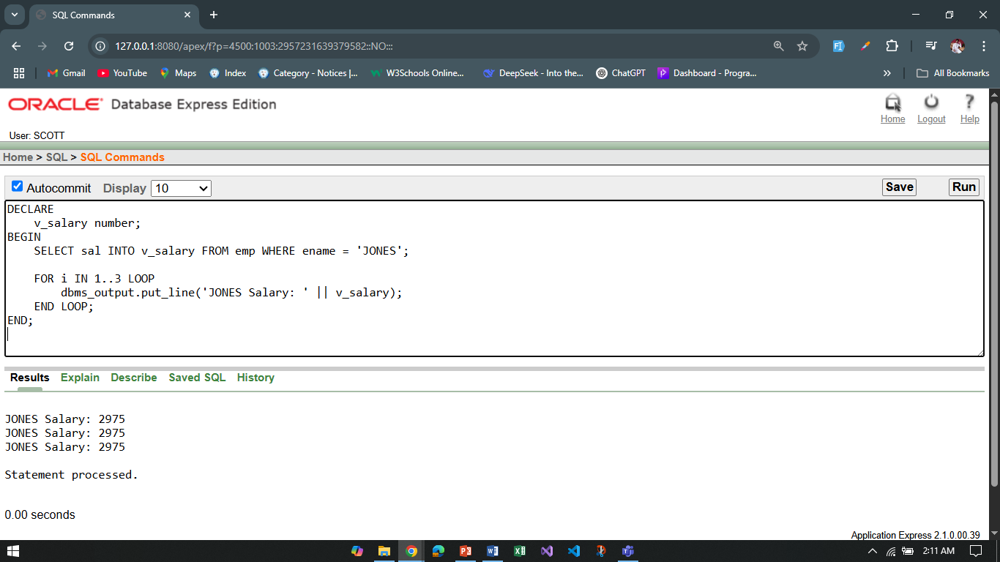 SQL Commands
127.0.0.1:8080/apex/f?p=4500:1003:2957231639379582::NO:::
Gmail YouTube Maps Index Category - Notices |... W3Schools Online... DeepSeek - Into the... ChatGPT Dashboard - Progra... » All Bookmarks
ORACLE Database Express Edition
Home Logout Help
User: SCOTT
Home > SQL > SQL Commands
Autocommit Display 10 Save Run
DECLARE
    v_salary number;
BEGIN
    SELECT sal INTO v_salary FROM emp WHERE ename = 'JONES';
    FOR i IN 1..3 LOOP
        dbms_output.put_line('JONES Salary: ' || v_salary);
    END LOOP;
END;
Results Explain Describe Saved SQL History
JONES Salary: 2975
JONES Salary: 2975
JONES Salary: 2975
Statement processed.
0.00 seconds
Application Express 2.1.0.00.39
2:11 AM